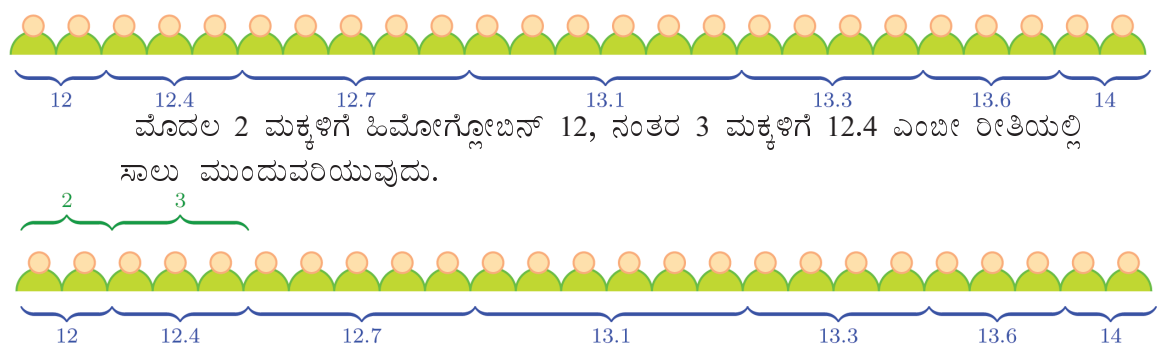 12 12.4 12.7 13.1 13.3 13.6 14
ಮೊದಲ 2 ಮಕ್ಕಳಿಗೆ ಹಿಮೋಗ್ಲೋಬಿನ್ 12, ನಂತರ 3 ಮಕ್ಕಳಿಗೆ 12.4 ಎಂಬೀ ರೀತಿಯಲ್ಲಿ
ಸಾಲು ಮುಂದುವರಿಯುವುದು.
2 3
12 12.4 12.7 13.1 13.3 13.6 14